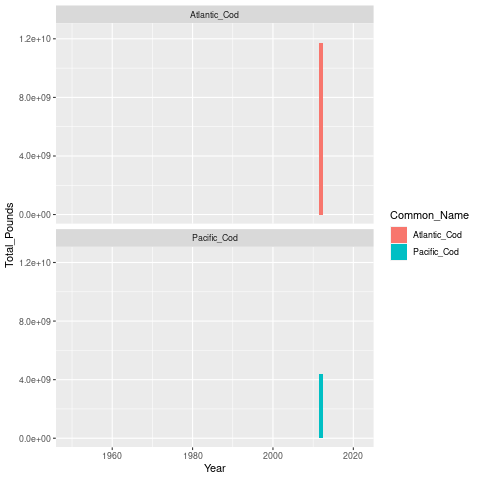 Atlantic_Cod
1.2e+10
8.0e+09
4.0e+09
0.0e+00
Pacific_Cod
1.2e+10
8.0e+09
4.0e+09
0.0e+00
1960 1980 2000 2020
Year
Total_Pounds
Common_Name
Atlantic_Cod
Pacific_Cod